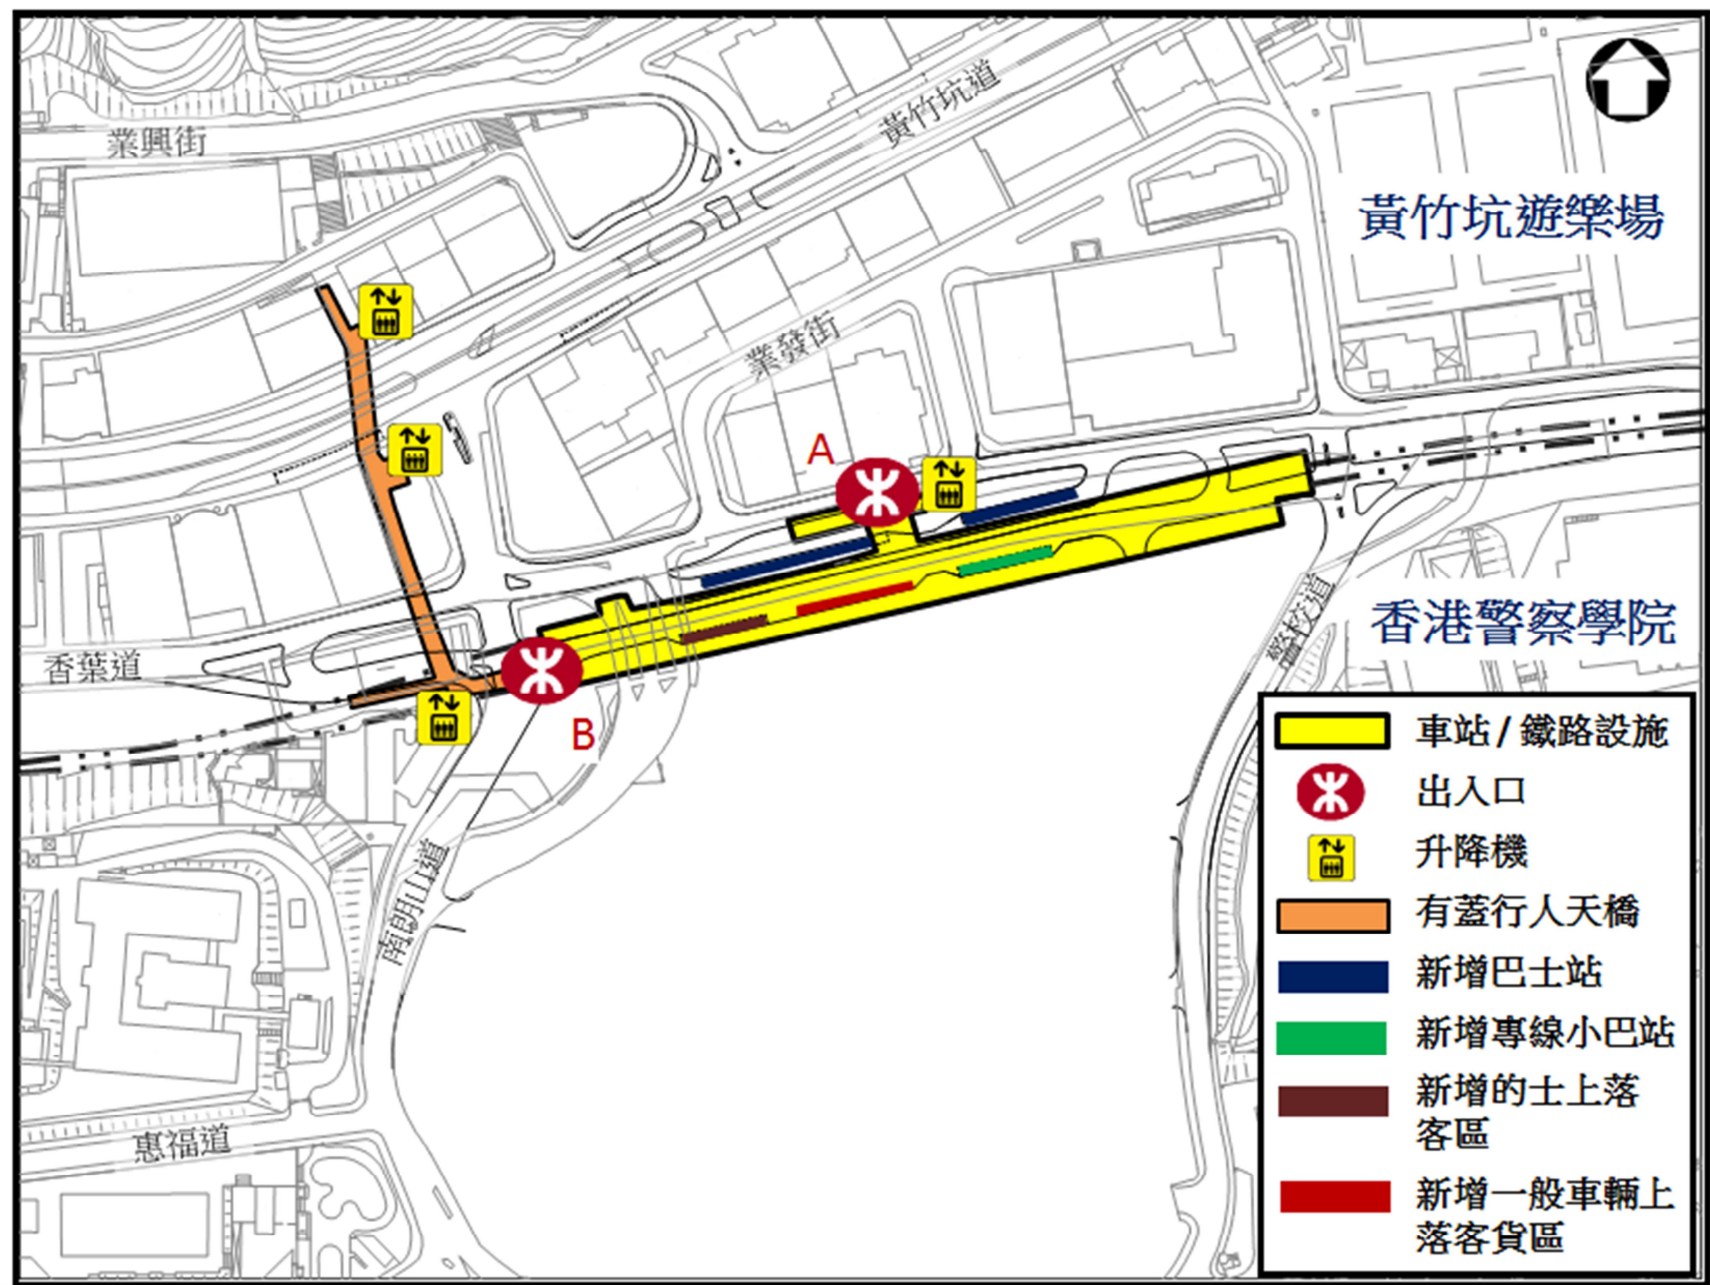 業興街
黃竹坑道
黃竹坑遊樂場
業發街
A
香港警察學院
警校道
香葉道
B
南朗山道
惠福道
車站 / 鐵路設施
出入口
升降機
有蓋行人天橋
新增巴士站
新增專線小巴站
新增的士上落
客區
新增一般車輛上
落客貨區